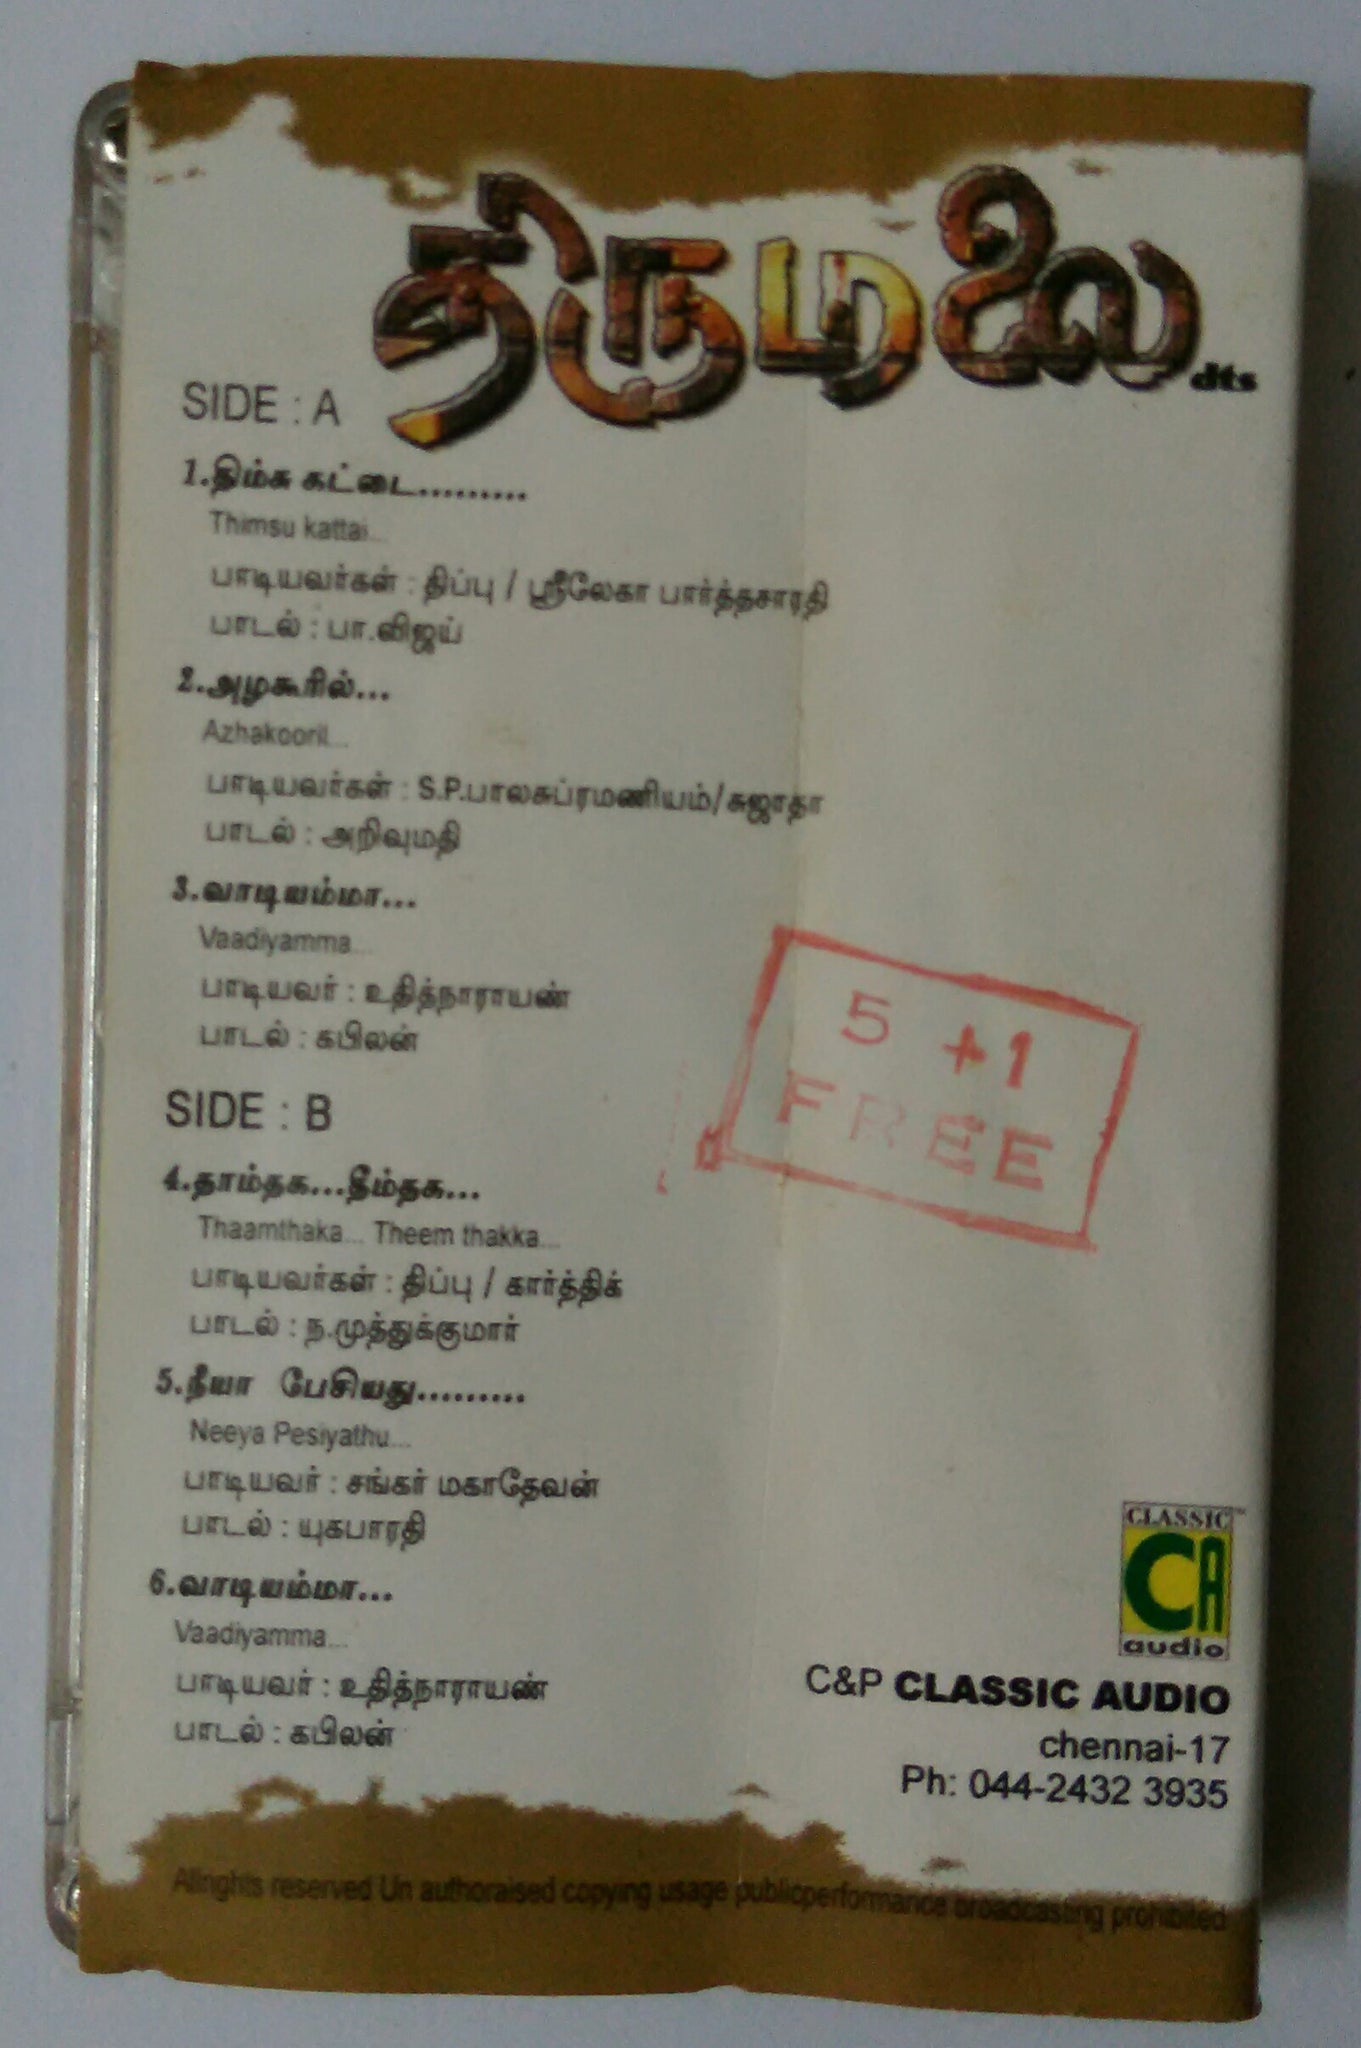 திருமலை
dts
SIDE : A
1.திம்சு கட்டை.........
Thimsu kattai...
பாடியவர்கள் : திப்பு / ஸ்ரீலேகா பார்த்தசாரதி
பாடல் : பா.விஜய்
2.அழகூரில்...
Azhakooril...
பாடியவர்கள் : S.P.பாலசுப்ரமணியம்/சுஜாதா
பாடல் : அறிவுமதி
3.வாடியம்மா...
Vaadiyamma...
பாடியவர் : உதித்நாராயண்
பாடல் : கபிலன்
5 +1
FREE
SIDE : B
4.தாம்தக...தீம்தக...
Thaamthaka... Theem thakka...
பாடியவர்கள் : திப்பு / கார்த்திக்
பாடல் : ந.முத்துக்குமார்
5.நீயா பேசியது.........
Neeya Pesiyathu...
பாடியவர் : சங்கர் மகாதேவன்
பாடல் : யுகபாரதி
6.வாடியம்மா...
Vaadiyamma...
பாடியவர் : உதித்நாராயண்
பாடல் : கபிலன்
CLASSIC
CA
audio
C&P CLASSIC AUDIO
chennai-17
Ph: 044-2432 3935
Allrights reserved Un authoraised copying usage publicperformance broadcasting prohibited